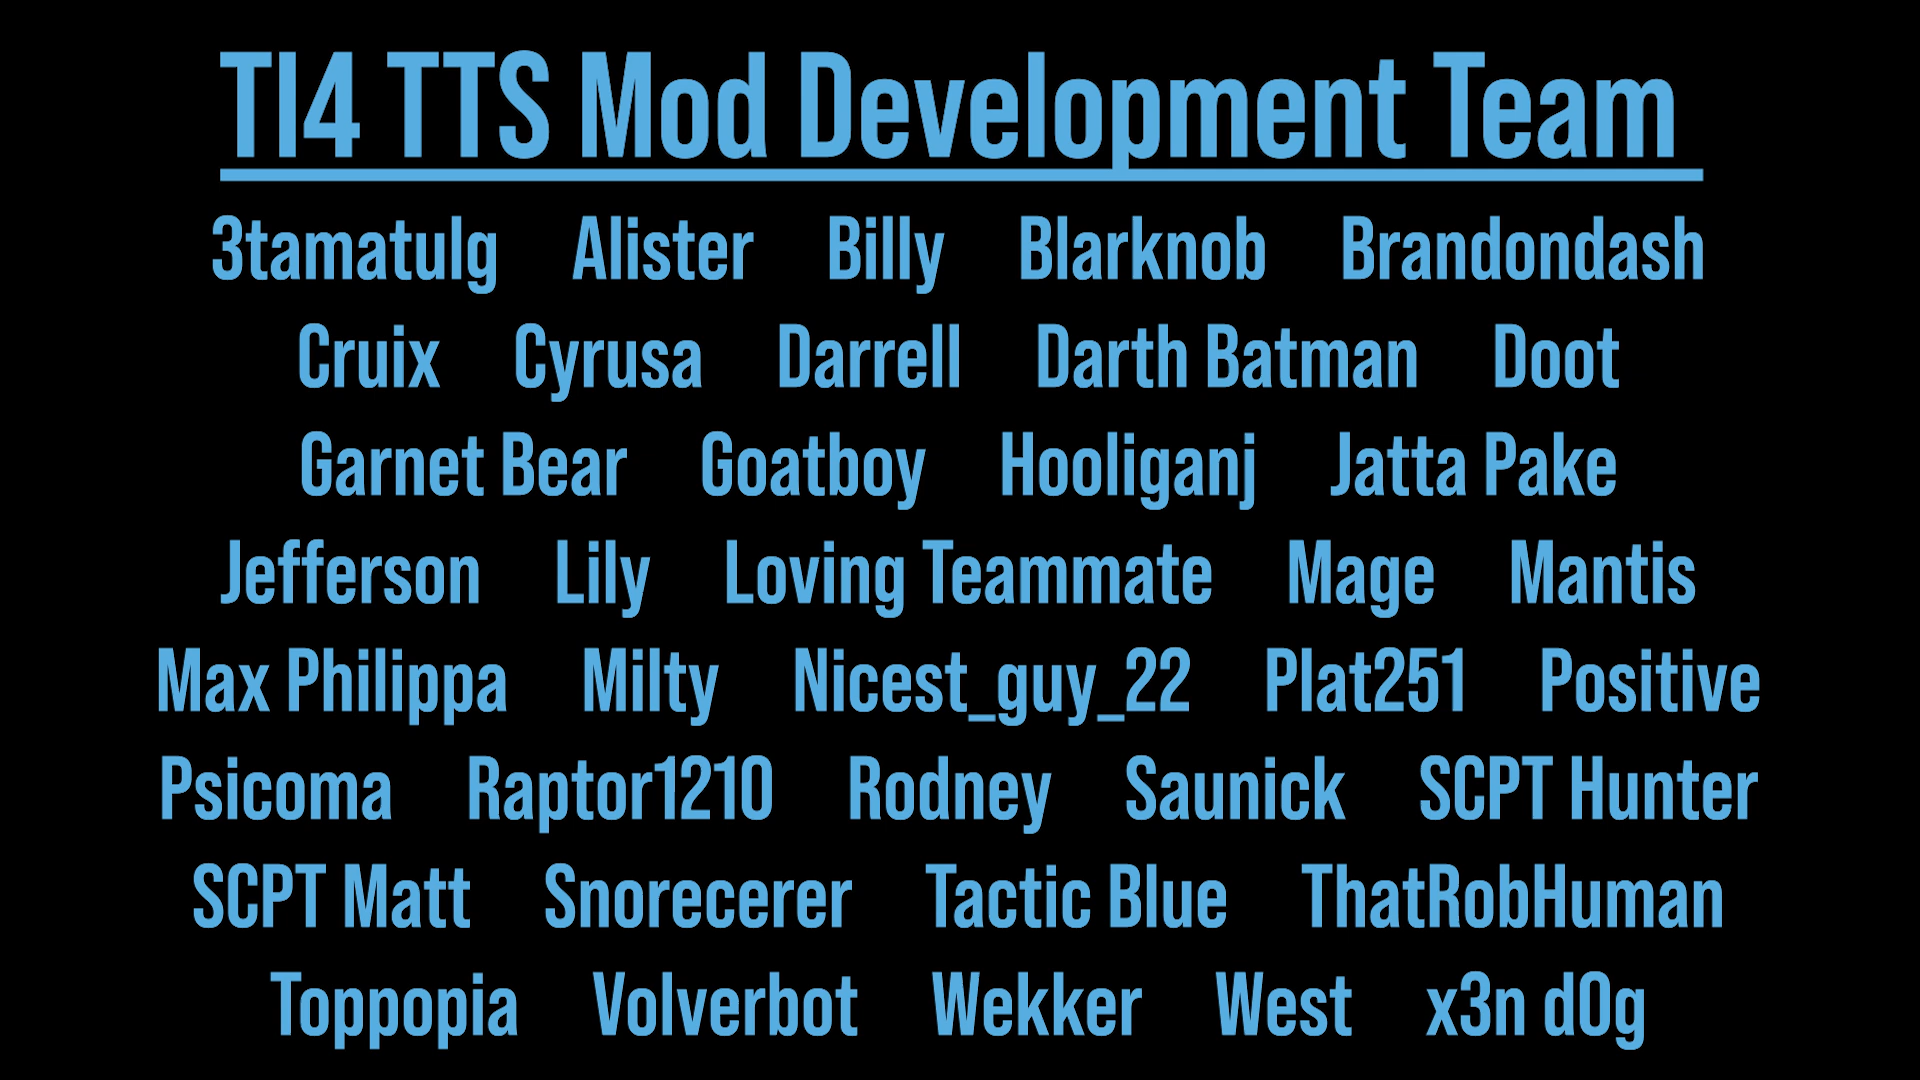 TI4 TTS Mod Development Team
3tamatulg Alister Billy Blarknob Brandondash
Cruix Cyrusa Darrell Darth Batman Doot
Garnet Bear Goatboy Hooliganj Jatta Pake
Jefferson Lily Loving Teammate Mage Mantis
Max Philippa Milty Nicest_guy_22 Plat251 Positive
Psicoma Raptor1210 Rodney Saunick SCPT Hunter
SCPT Matt Snorecerer Tactic Blue ThatRobHuman
Toppopia Volverbot Wekker West x3n d0g